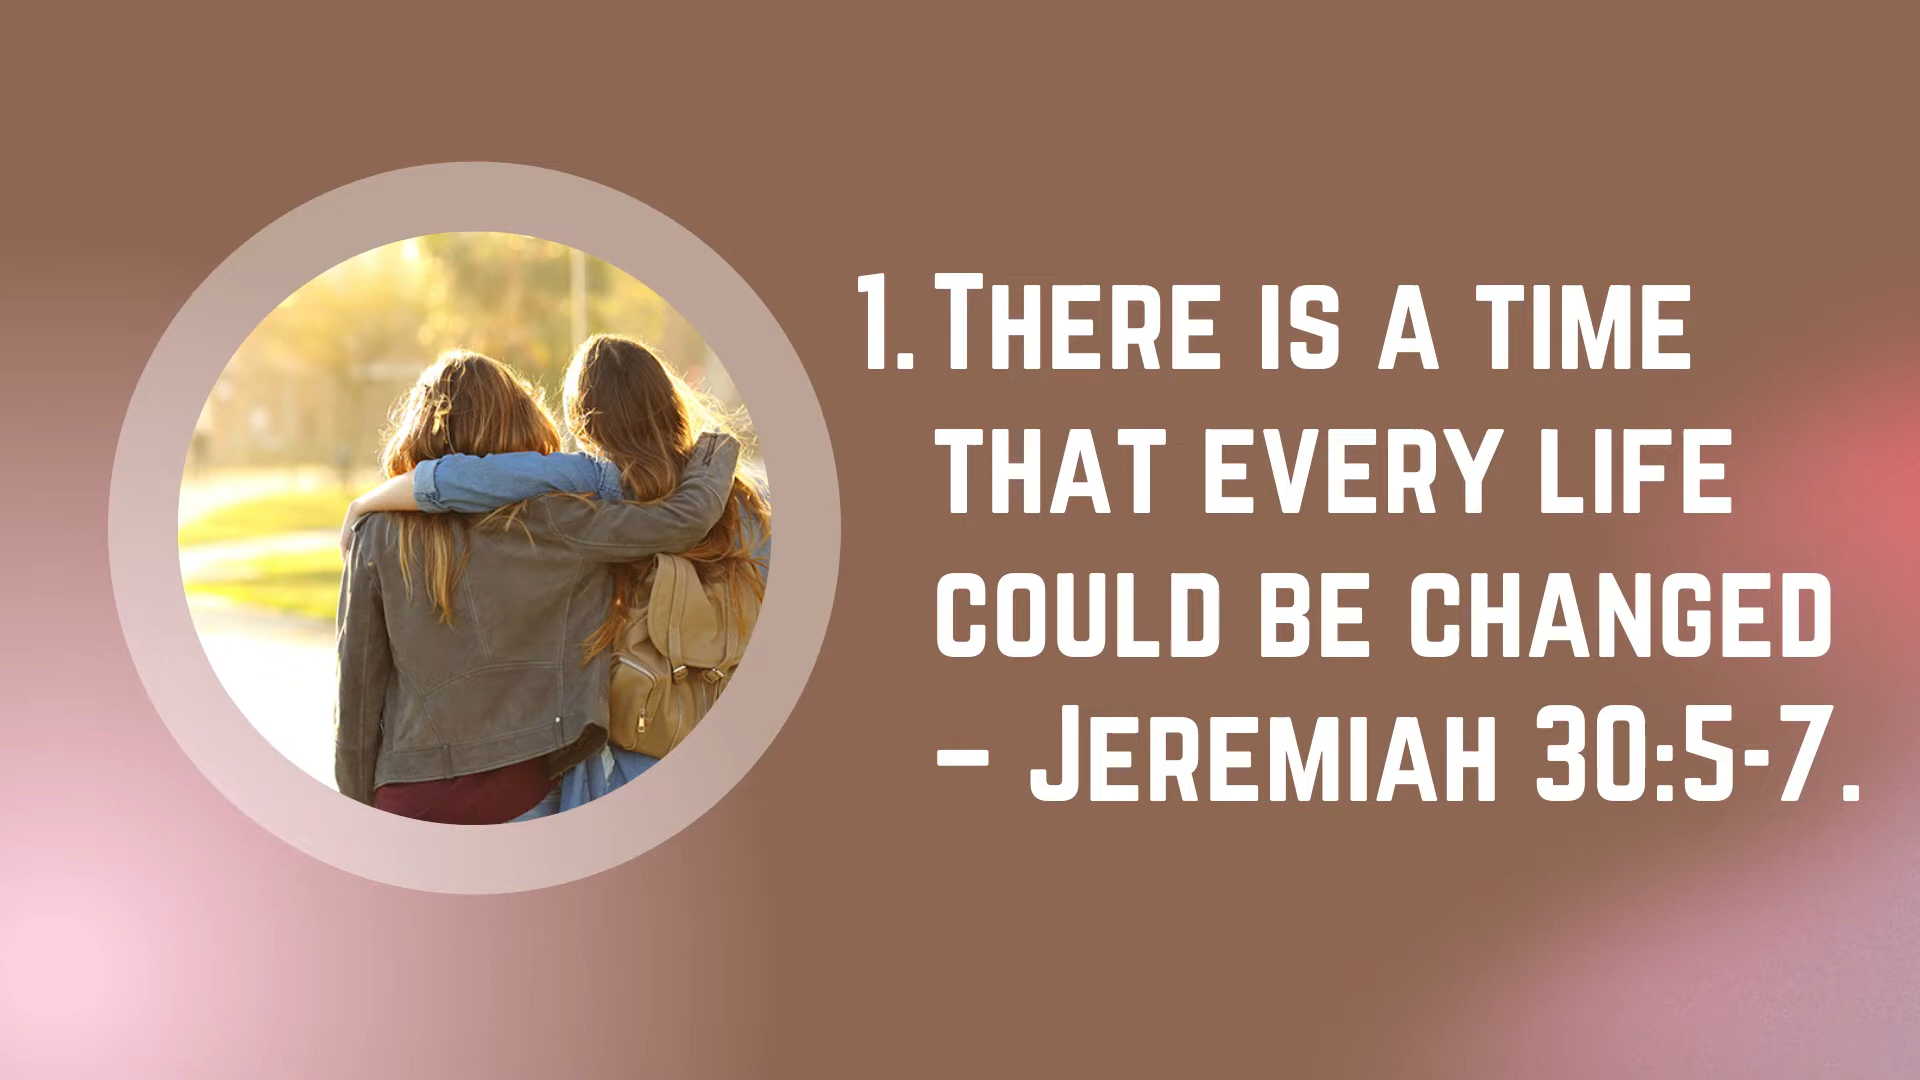 1. There is a time
that every life
could be changed
– Jeremiah 30:5-7.